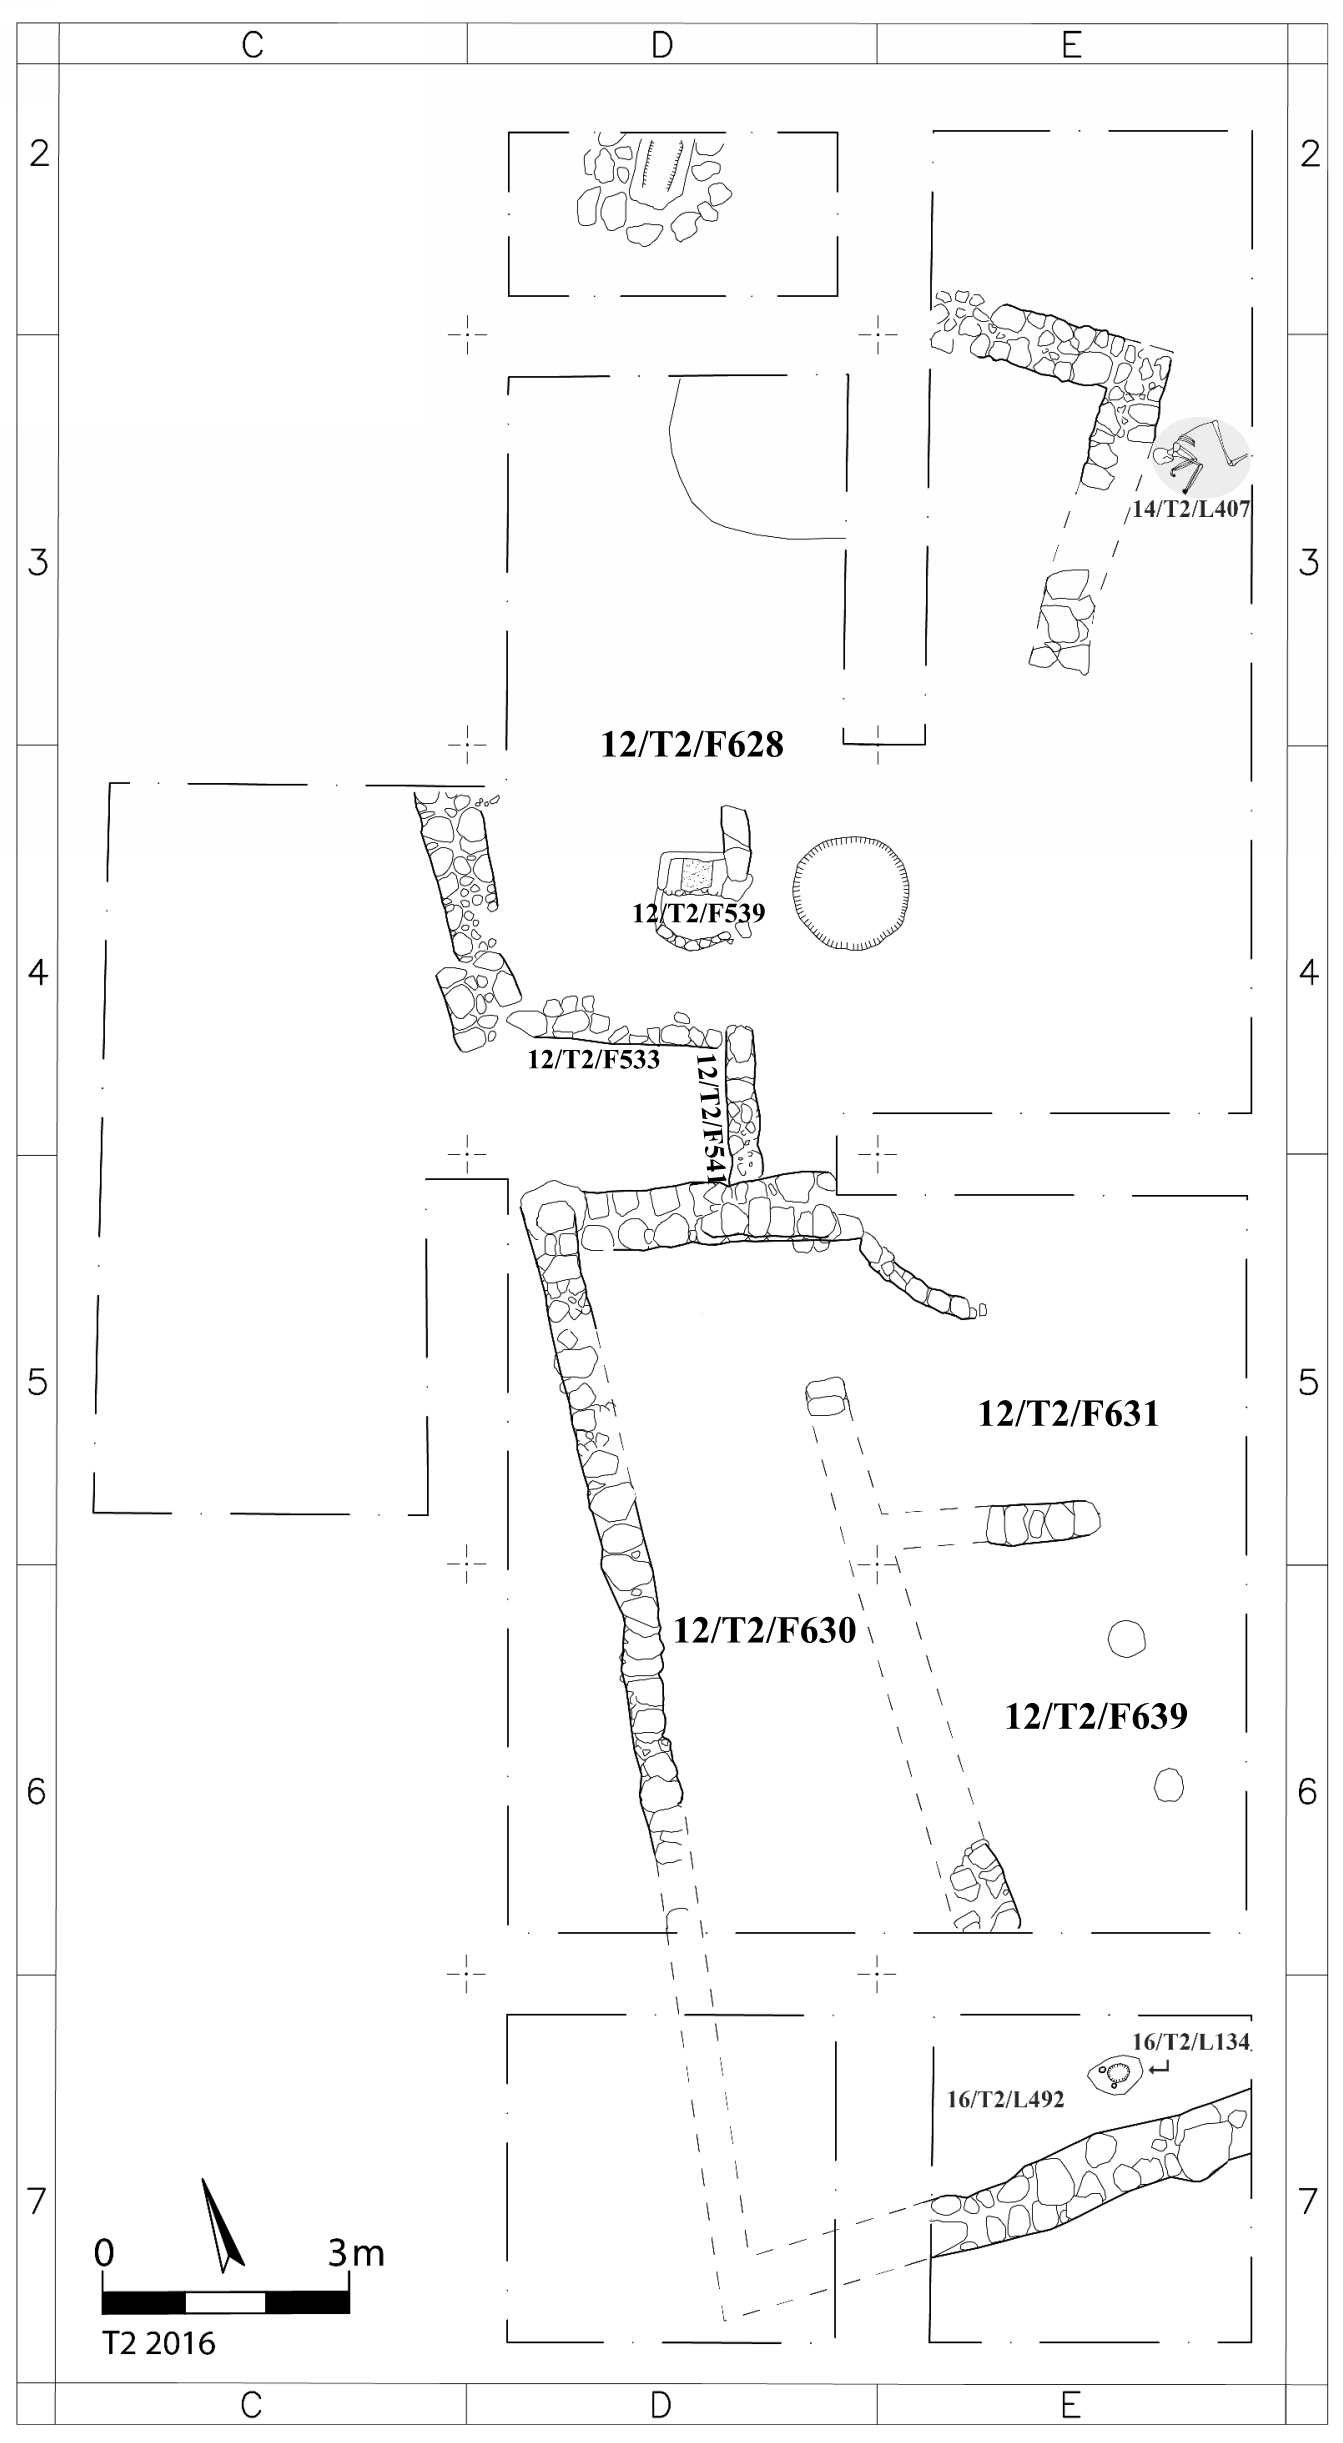 C D E
2 2
14/T2/L407
3 3
12/T2/F628
12/T2/F539
4 4
12/T2/F533
12/T2/F541
5 5
12/T2/F631
12/T2/F630
12/T2/F639
6 6
16/T2/L134
16/T2/L492
7 7
0 3m
T2 2016
C D E